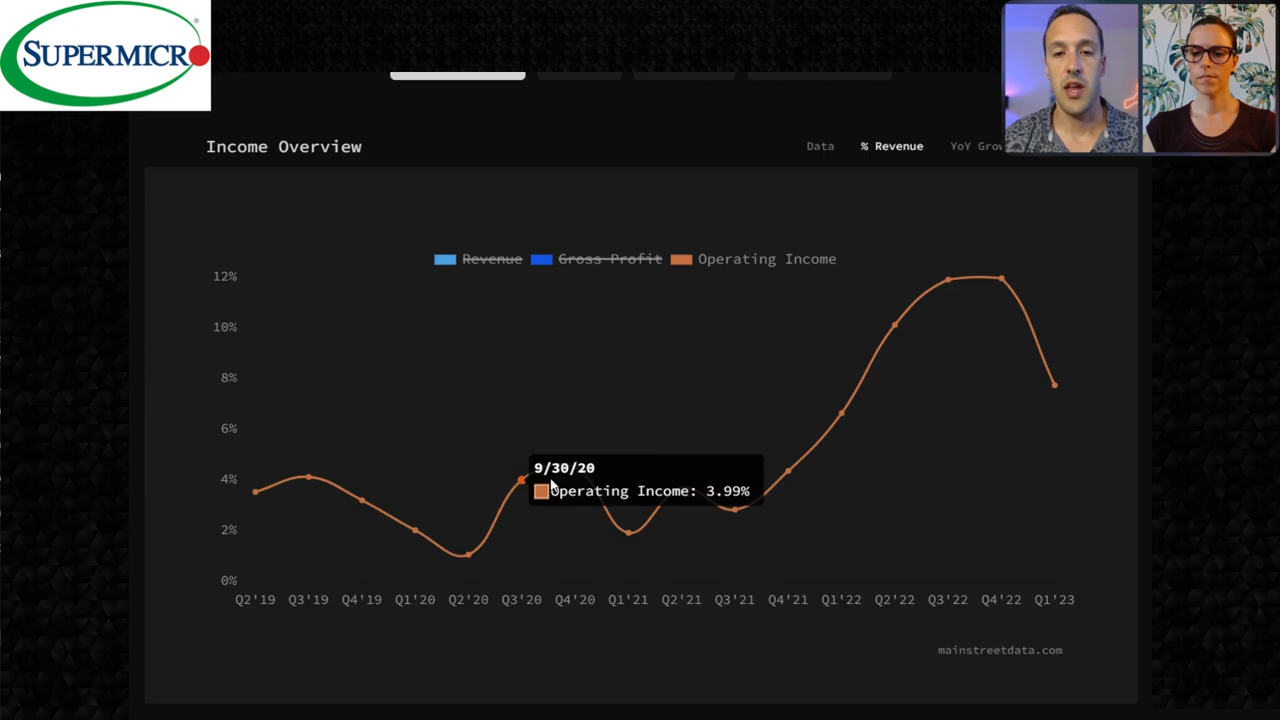 SUPERMICRO
Income Overview
Data % Revenue YoY Grow
Revenue Gross Profit Operating Income
12%
10%
8%
6%
4%
2%
0%
9/30/20
Operating Income: 3.99%
Q2'19 Q3'19 Q4'19 Q1'20 Q2'20 Q3'20 Q4'20 Q1'21 Q2'21 Q3'21 Q4'21 Q1'22 Q2'22 Q3'22 Q4'22 Q1'23
mainstreetdata.com